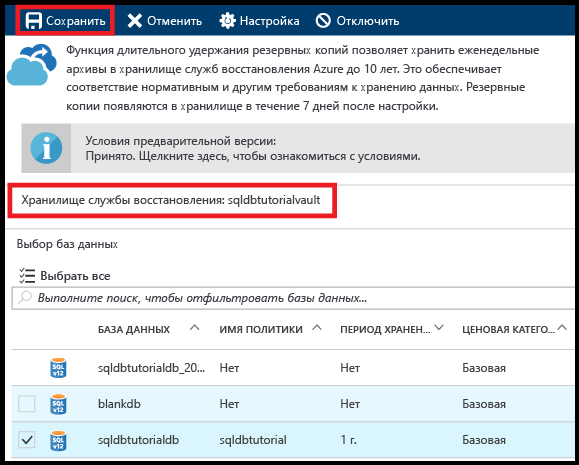 Сохранить Отменить Настройка Отключить
Функция длительного удержания резервных копий позволяет хранить еженедельные
архивы в хранилище служб восстановления Azure до 10 лет. Это обеспечивает
соответствие нормативным и другим требованиям к хранению данных. Резервные
копии появляются в хранилище в течение 7 дней после настройки.
Условия предварительной версии:
Принято. Щелкните здесь, чтобы ознакомиться с условиями.
Хранилище службы восстановления: sqldbtutorialvault
Выбор баз данных
Выбрать все
Выполните поиск, чтобы отфильтровать базы данных...
БАЗА ДАННЫХ ИМЯ ПОЛИТИКИ ПЕРИОД ХРАНЕН... ЦЕНОВАЯ КАТЕГО...
SQL v12 sqldbtutorialdb_20... Нет Нет Базовая
SQL v12 blankdb Нет Нет Базовая
SQL v12 sqldbtutorialdb sqldbtutorial 1 г. Базовая